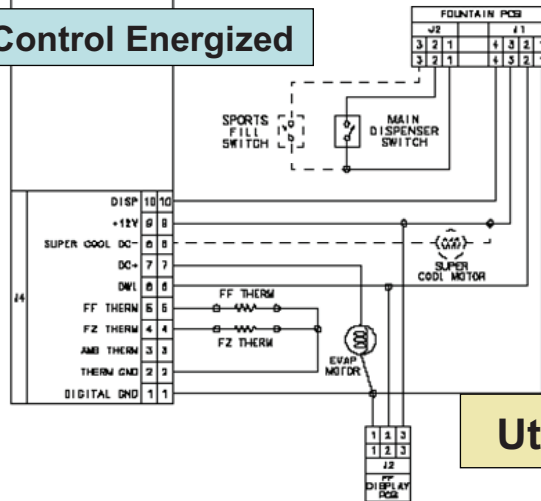 Control Energized
FOUNTAIN PCB
J2 J1
3 2 1 4 3 2 1
3 2 1 4 3 2 1
SPORTS
FILL
SWITCH
MAIN
DISPENSER
SWITCH
J4
DISP 10 10
+12V 9 9
SUPER COOL DC- 8 8
DC+ 7 7
DWL 6 6
FF THERM 5 5
FZ THERM 4 4
AMB THERM 3 3
THERM GND 2 2
DIGITAL GND 1 1
FF THERM
FZ THERM
SUPER
COOL MOTOR
EVAP
MOTOR
Ut
1 2 3
1 2 3
J2
FF
DISPLAY
PCB